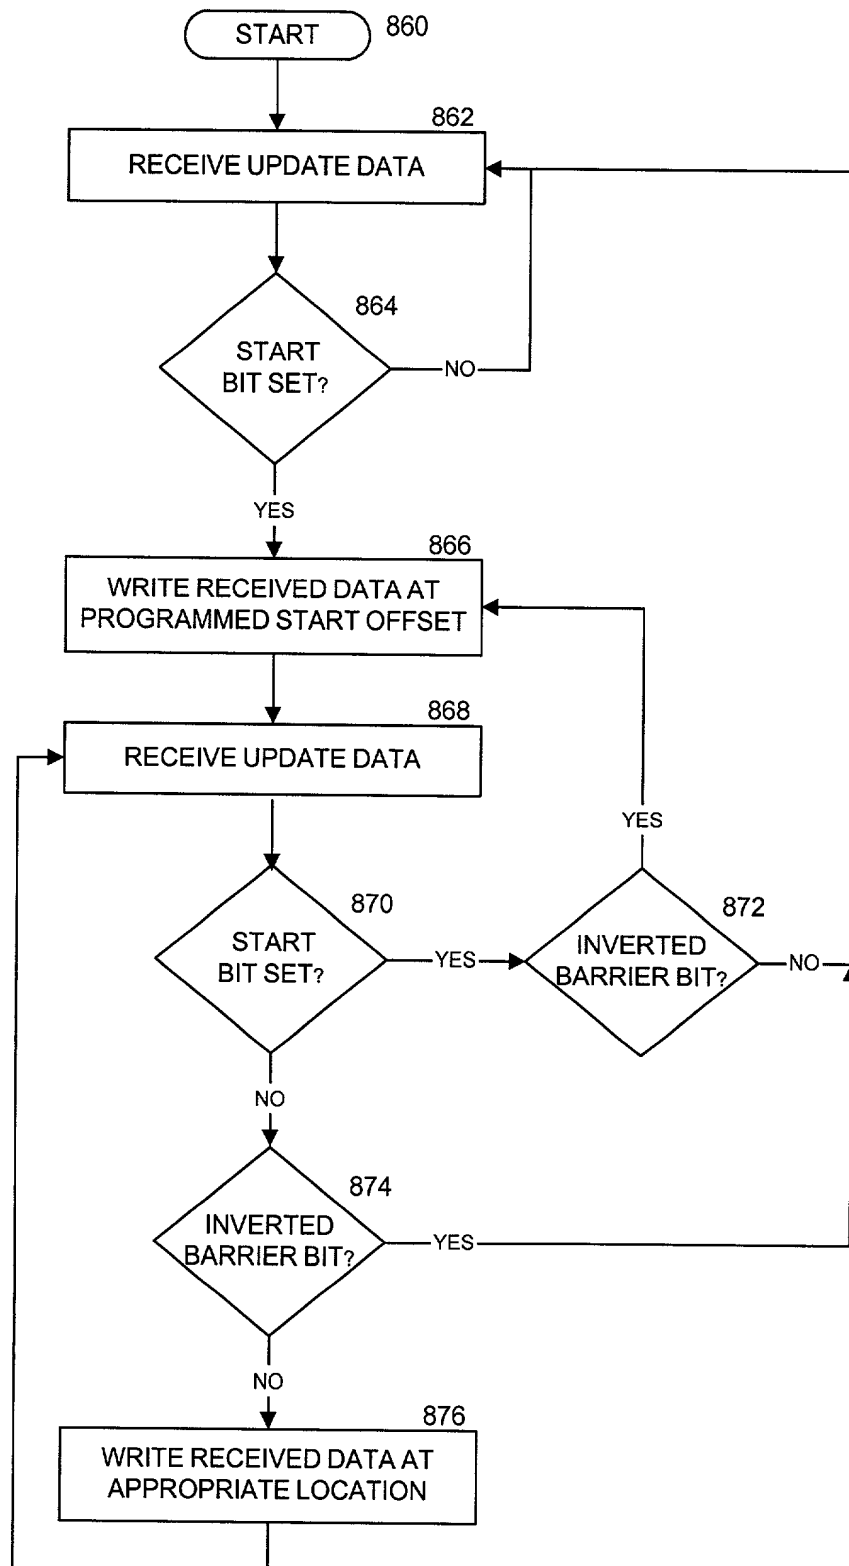 START
860
862
RECEIVE UPDATE DATA
864
START
BIT SET?
NO
YES
866
WRITE RECEIVED DATA AT
PROGRAMMED START OFFSET
868
RECEIVE UPDATE DATA
YES
870
START
BIT SET?
YES
872
INVERTED
BARRIER BIT?
NO
NO
874
INVERTED
BARRIER BIT?
YES
NO
876
WRITE RECEIVED DATA AT
APPROPRIATE LOCATION